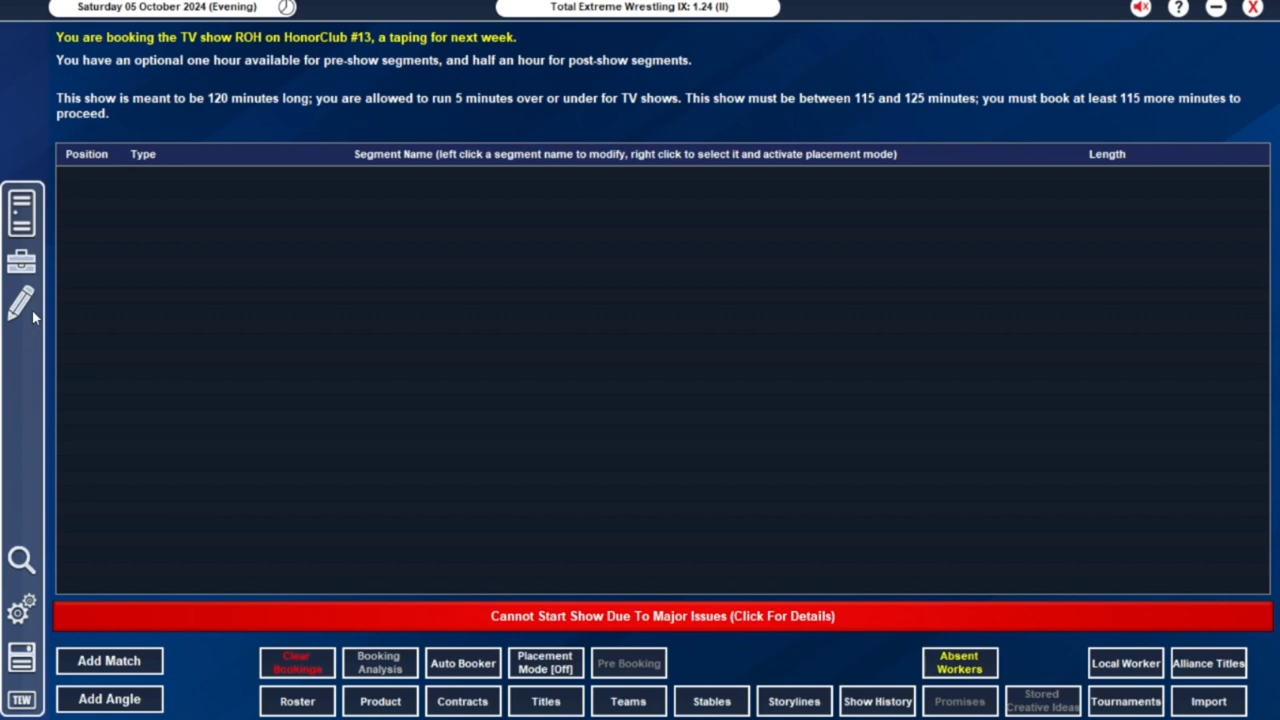 Saturday 05 October 2024 (Evening)
Total Extreme Wrestling IX: 1.24 (II)
? X
You are booking the TV show ROH on HonorClub #13, a taping for next week.
You have an optional one hour available for pre-show segments, and half an hour for post-show segments.
This show is meant to be 120 minutes long; you are allowed to run 5 minutes over or under for TV shows. This show must be between 115 and 125 minutes; you must book at least 115 more minutes to
proceed.
Position Type Segment Name (left click a segment name to modify, right click to select it and activate placement mode) Length
Cannot Start Show Due To Major Issues (Click For Details)
Add Match
Clear
Bookings
Booking
Analysis
Auto Booker
Placement
Mode [Off]
Pre Booking
Absent
Workers
Local Worker
Alliance Titles
TEW
Add Angle
Roster
Product
Contracts
Titles
Teams
Stables
Storylines
Show History
Promises
Stored
Creative Ideas
Tournaments
Import